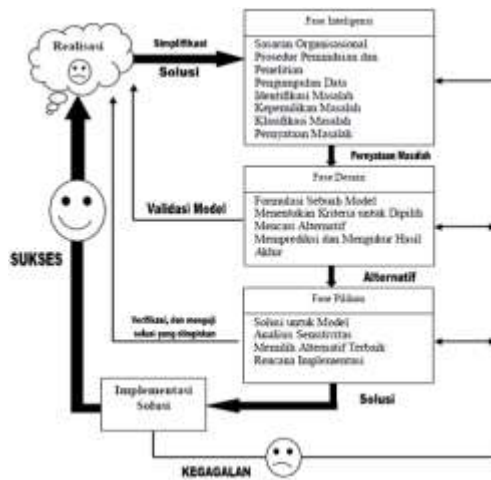 Realisasi
Simplifikasi
Solusi
Fase Inteligensi
Sasaran Organisasional
Prosedur Pemindaian dan
Penelitian
Pengumpulan Data
Identifikasi Masalah
Kepemilikan Masalah
Klasifikasi Masalah
Pernyataan Masalah
Pernyataan Masalah
Fase Desain
Formulasi Sebuah Model
Menentukan Kriteria untuk Dipilih
Mencari Alternatif
Memprediksi dan Mengukur Hasil
Akhir
Validasi Model
SUKSES
Alternatif
Fase Pilihan
Solusi untuk Model
Analisis Sensitivitas
Memilih Alternatif Terbaik
Rencana Implementasi
Verifikasi, dan menguji
solusi yang diinginkan
Solusi
Implementasi
Solusi
KEGAGALAN